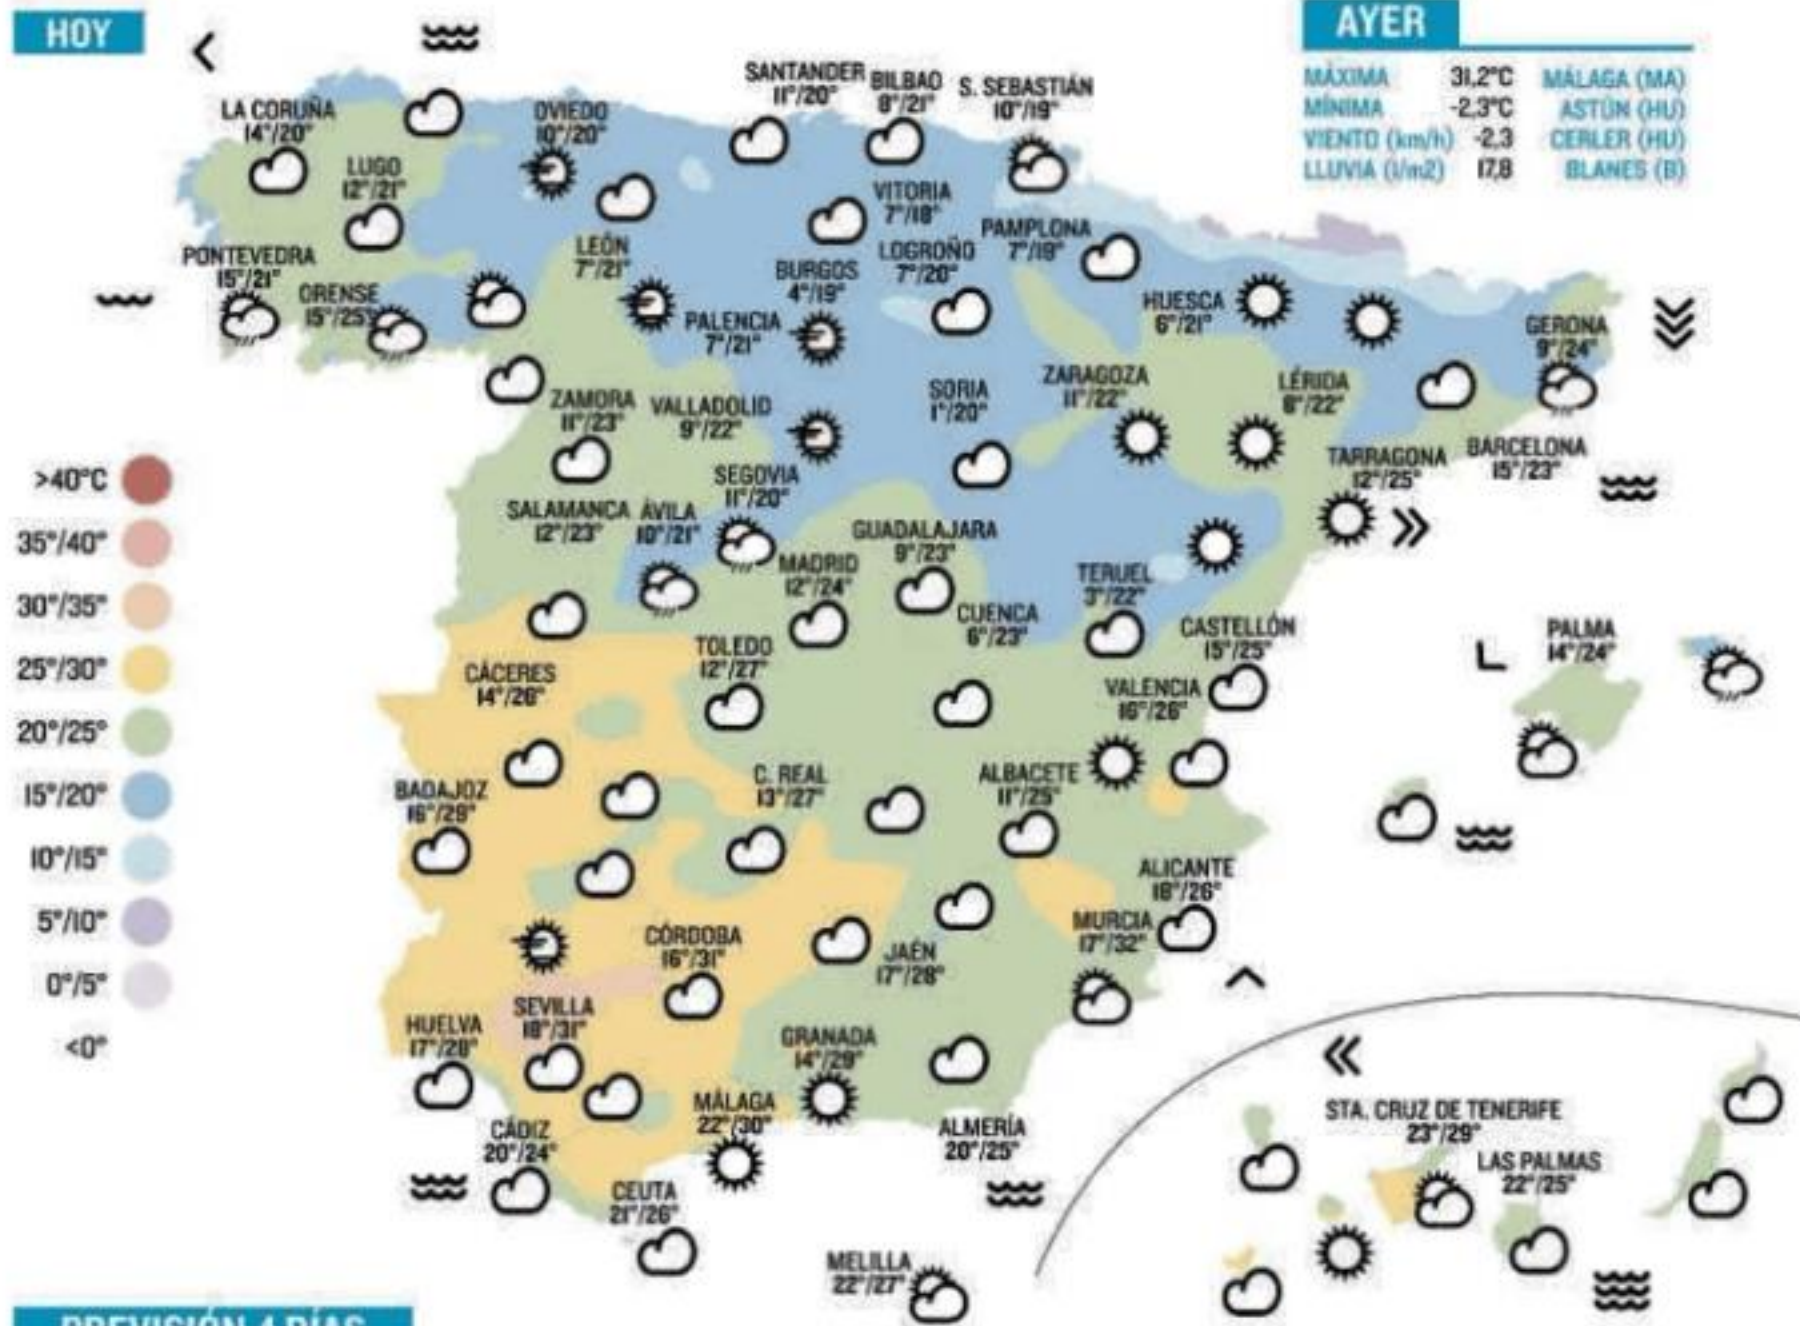 HOY
AYER
MÁXIMA 31,2°C MÁLAGA (MA)
MÍNIMA -2,3°C ASTÚN (HU)
VIENTO (km/h) -2,3 CERLER (HU)
LLUVIA (l/m2) 17,8 BLANES (B)
LA CORUÑA
14°/20°
OVIEDO
10°/20°
SANTANDER
11°/20°
BILBAO
8°/21°
S. SEBASTIÁN
10°/19°
LUGO
12°/21°
VITORIA
7°/18°
PONTEVEDRA
15°/21°
ORENSE
15°/25°
LEÓN
7°/21°
BURGOS
4°/19°
LOGROÑO
7°/20°
PAMPLONA
7°/19°
HUESCA
6°/21°
GERONA
9°/24°
PALENCIA
7°/21°
ZAMORA
11°/23°
VALLADOLID
9°/22°
SORIA
1°/20°
ZARAGOZA
11°/22°
LÉRIDA
8°/22°
TARRAGONA
12°/25°
BARCELONA
15°/23°
SEGOVIA
11°/20°
SALAMANCA
12°/23°
ÁVILA
10°/21°
GUADALAJARA
9°/23°
MADRID
12°/24°
CUENCA
6°/23°
TERUEL
3°/22°
CASTELLÓN
15°/25°
PALMA
14°/24°
CÁCERES
14°/26°
TOLEDO
12°/27°
VALENCIA
16°/26°
BADAJOZ
16°/29°
C. REAL
13°/27°
ALBACETE
11°/25°
ALICANTE
18°/26°
MURCIA
17°/32°
CÓRDOBA
16°/31°
JAÉN
17°/28°
SEVILLA
18°/31°
HUELVA
17°/28°
GRANADA
14°/29°
MÁLAGA
22°/30°
CÁDIZ
20°/24°
ALMERÍA
20°/25°
CEUTA
21°/26°
MELILLA
22°/27°
STA. CRUZ DE TENERIFE
23°/29°
LAS PALMAS
22°/25°
>40°C
35°/40°
30°/35°
25°/30°
20°/25°
15°/20°
10°/15°
5°/10°
0°/5°
<0°
PREVISIÓN 4 DÍAS